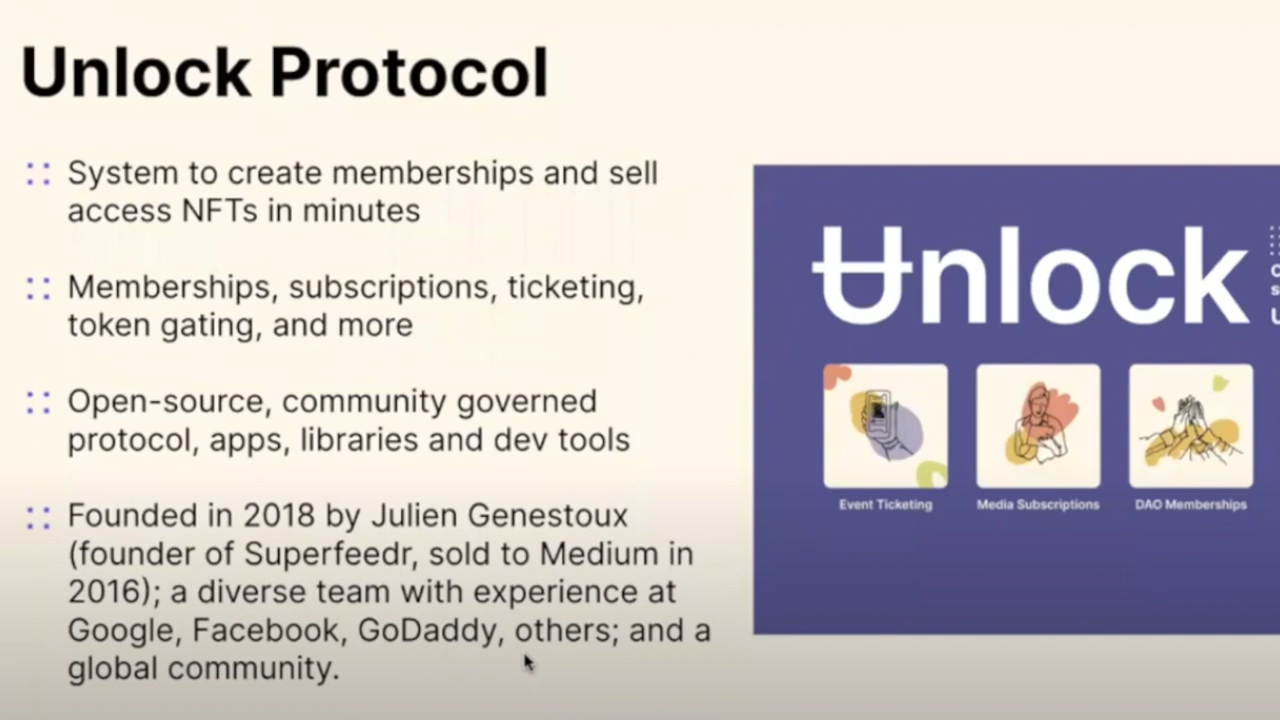 Unlock Protocol
System to create memberships and sell
access NFTs in minutes
Memberships, subscriptions, ticketing,
token gating, and more
Open-source, community governed
protocol, apps, libraries and dev tools
Founded in 2018 by Julien Genestoux
(founder of Superfeedr, sold to Medium in
2016); a diverse team with experience at
Google, Facebook, GoDaddy, others; and a
global community.
Unlock
Event Ticketing
Media Subscriptions
DAO Memberships